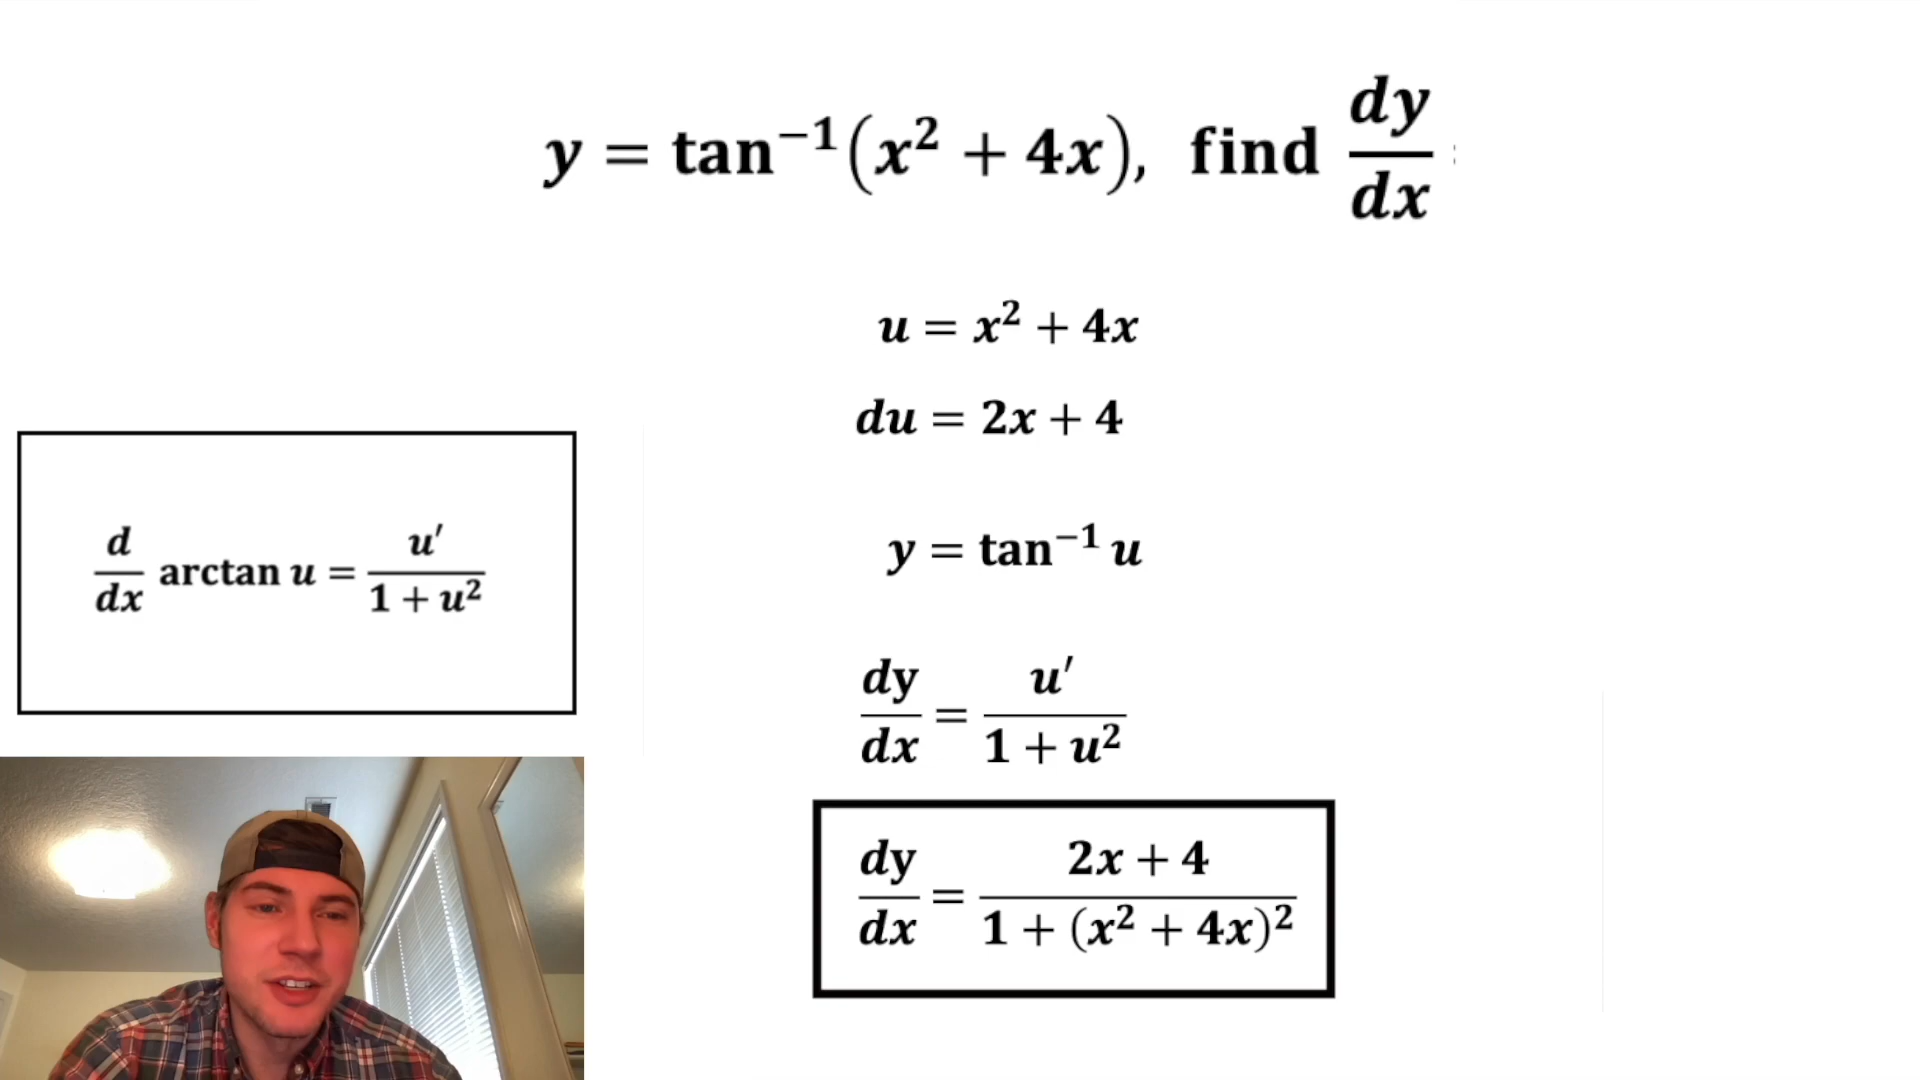 y = tan⁻¹(x² + 4x), find dy/dx
u = x² + 4x
du = 2x + 4
d/dx arctan u = u′/(1 + u²)
y = tan⁻¹ u
dy/dx = u′/(1 + u²)
dy/dx = (2x + 4)/(1 + (x² + 4x)²)